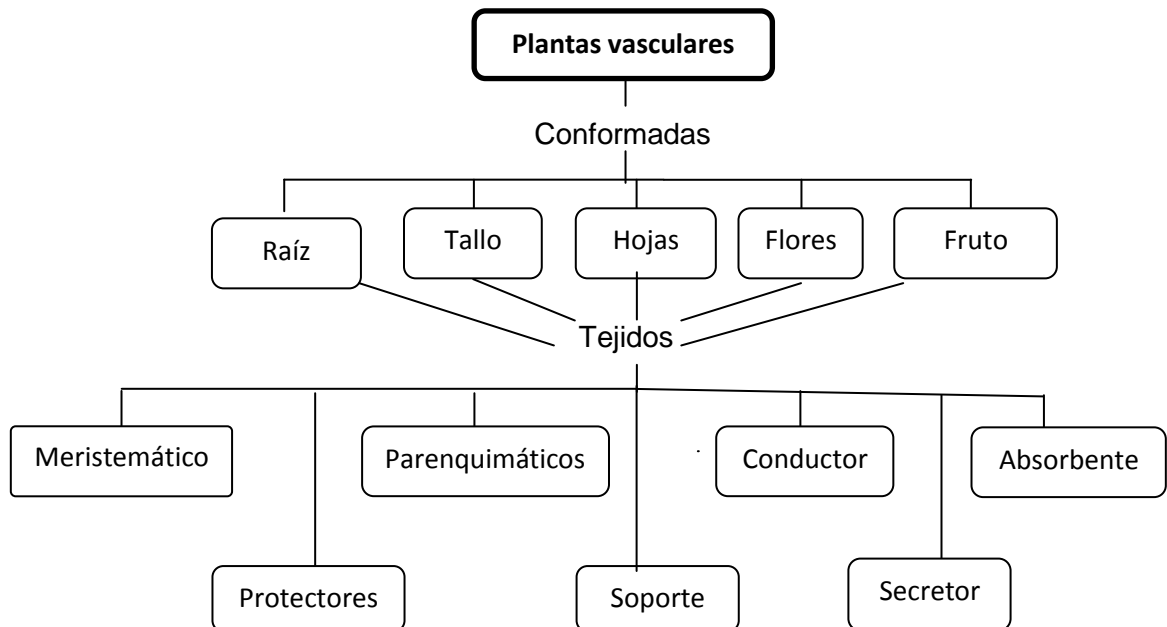 Plantas vasculares
Conformadas
Raíz
Tallo
Hojas
Flores
Fruto
Tejidos
Meristemático
Parenquimáticos
Conductor
Absorbente
Protectores
Soporte
Secretor